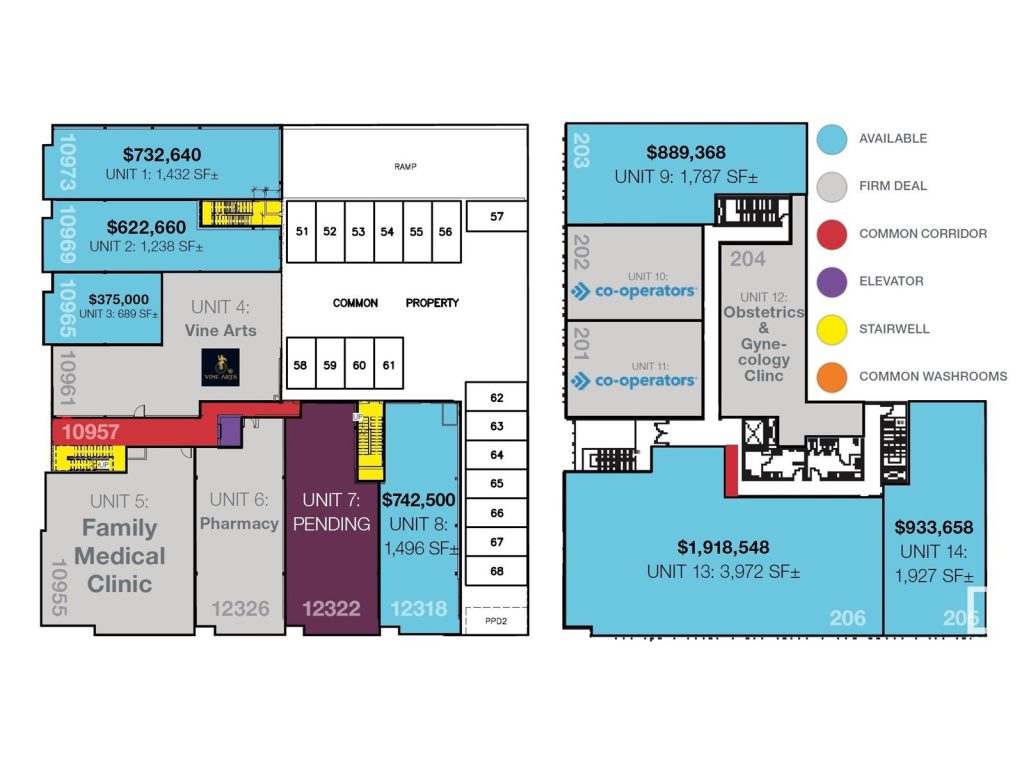 10973
$732,640
UNIT 1: 1,432 SF±
RAMP
10969
$622,660
UNIT 2: 1,238 SF±
51
52
53
54
55
56
57
10965
$375,000
UNIT 3: 689 SF±
UNIT 4:
Vine Arts
VINE ARTS
10961
COMMON PROPERTY
58
59
60
61
62
63
64
65
66
67
68
PPD2
10957
UP
UP
UNIT 5:
Family
Medical
Clinic
10955
UNIT 6:
Pharmacy
12326
UNIT 7:
PENDING
12322
$742,500
UNIT 8:
1,496 SF±
12318
203
$889,368
UNIT 9: 1,787 SF±
202
UNIT 10:
co-operators
201
UNIT 11:
co-operators
204
UNIT 12:
Obstetrics
&
Gyne-
cology
Clinc
$1,918,548
UNIT 13: 3,972 SF±
206
$933,658
UNIT 14:
1,927 SF±
205
AVAILABLE
FIRM DEAL
COMMON CORRIDOR
ELEVATOR
STAIRWELL
COMMON WASHROOMS